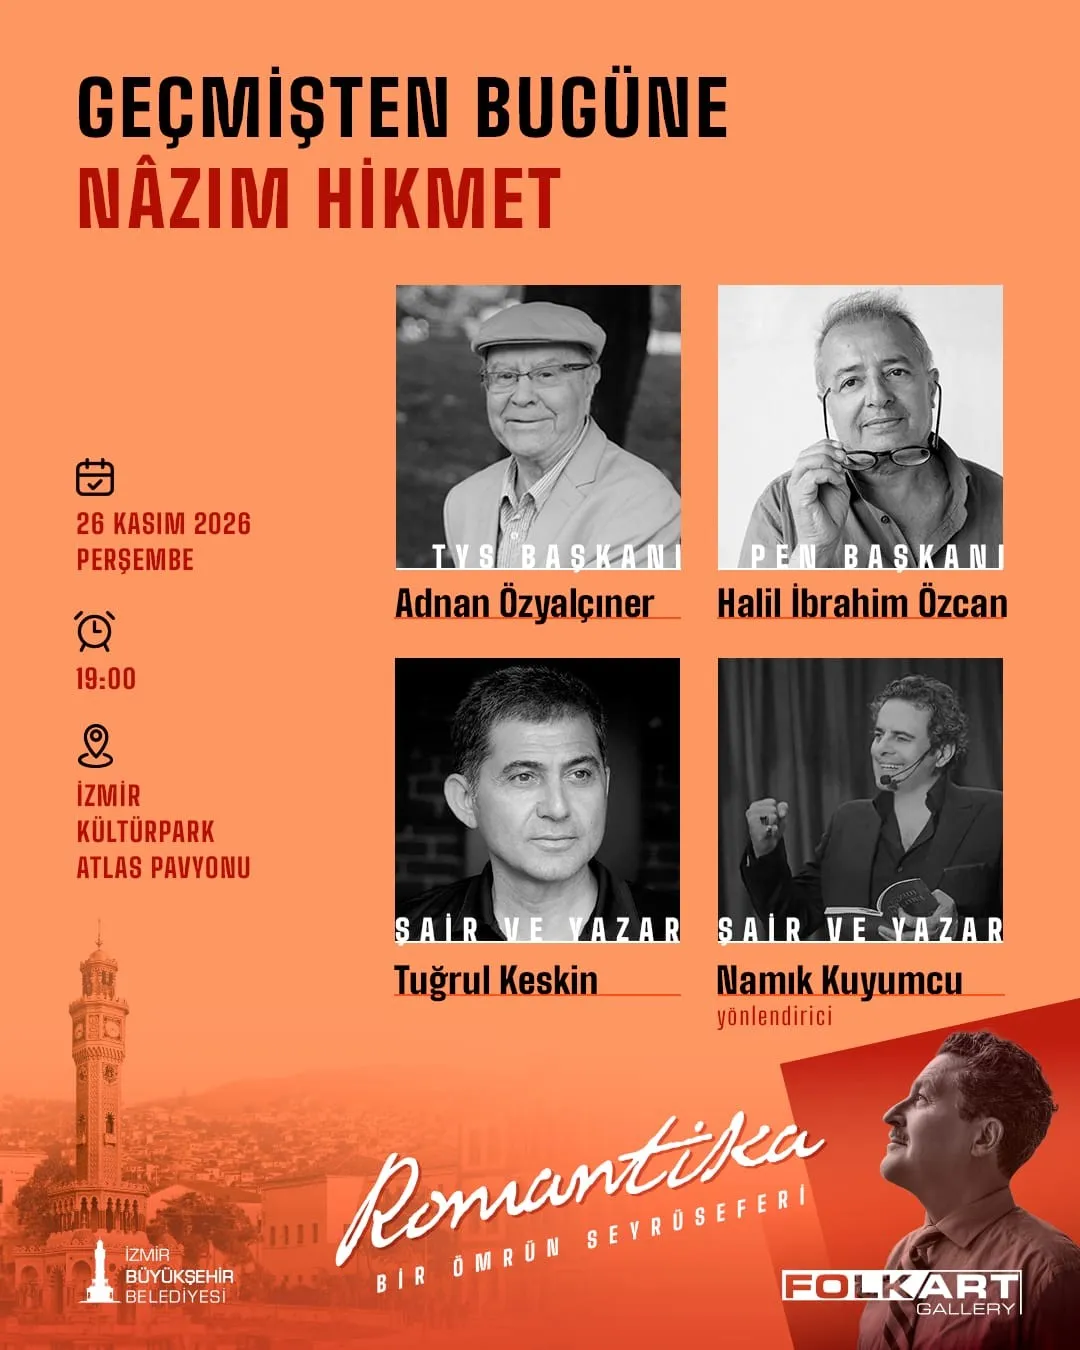 GEÇMİŞTEN BUGÜNE
NÂZIM HİKMET
26 KASIM 2026
PERŞEMBE
19:00
İZMİR
KÜLTÜRPARK
ATLAS PAVYONU
TYS BAŞKANI
Adnan Özyalçıner
PEN BAŞKANI
Halil İbrahim Özcan
ŞAİR VE YAZAR
Tuğrul Keskin
ŞAİR VE YAZAR
Namık Kuyumcu
yönlendirici
Romantika
BİR ÖMRÜN SEYRÜSEFERİ
İZMİR
BÜYÜKŞEHİR
BELEDİYESİ
FOLKART
GALLERY